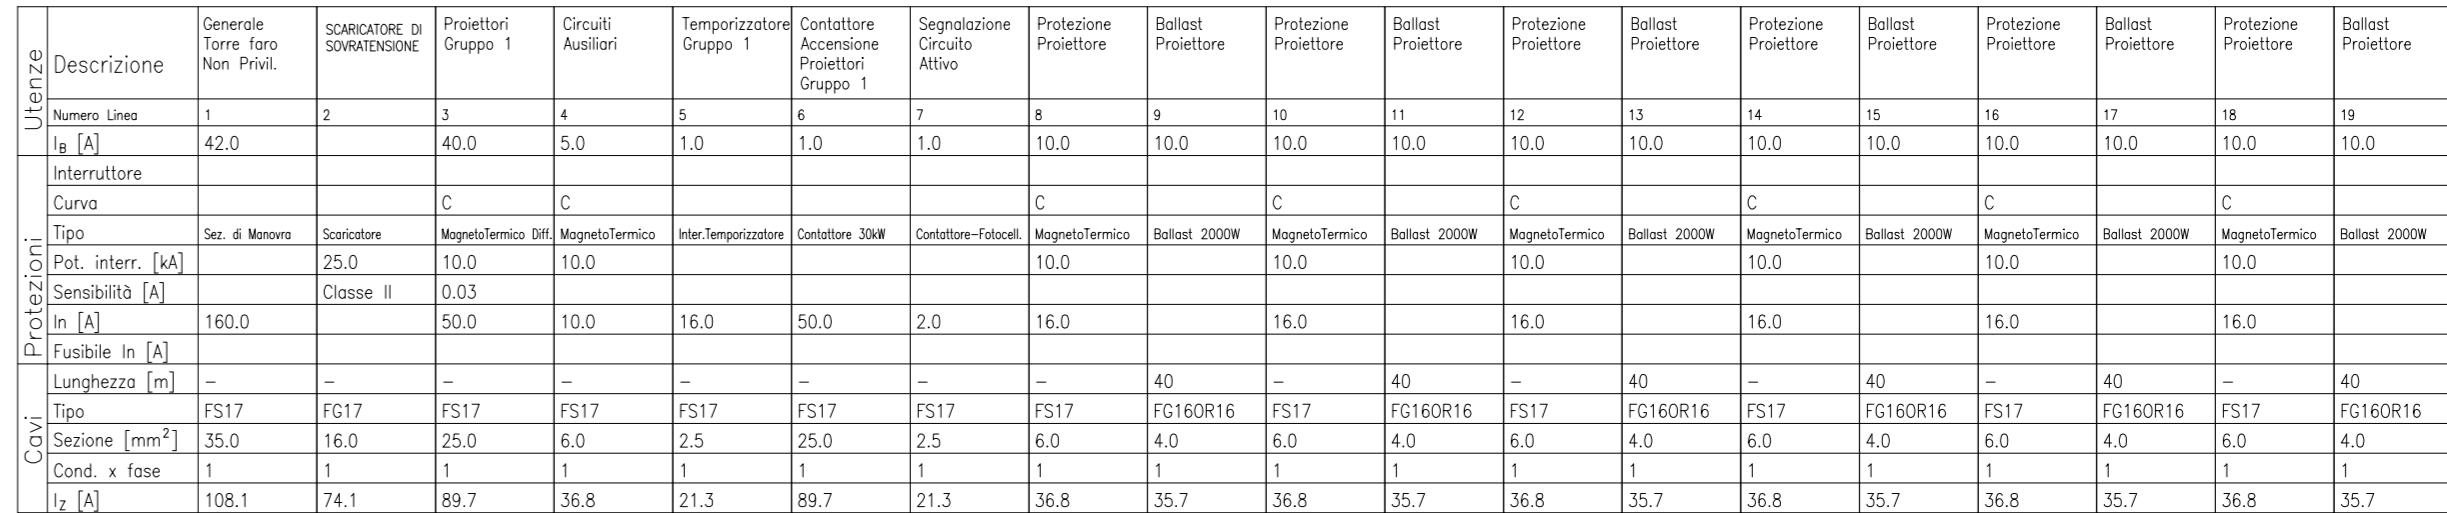 Utenze
Descrizione | Generale Torre faro Non Privil. | SCARICATORE DI SOVRATENSIONE | Proiettori Gruppo 1 | Circuiti Ausiliari | Temporizzatore Gruppo 1 | Contattore Accensione Proiettori Gruppo 1 | Segnalazione Circuito Attivo | Protezione Proiettore | Ballast Proiettore | Protezione Proiettore | Ballast Proiettore | Protezione Proiettore | Ballast Proiettore | Protezione Proiettore | Ballast Proiettore | Protezione Proiettore | Ballast Proiettore | Protezione Proiettore | Ballast Proiettore
Numero Linea | 1 | 2 | 3 | 4 | 5 | 6 | 7 | 8 | 9 | 10 | 11 | 12 | 13 | 14 | 15 | 16 | 17 | 18 | 19
I_B [A] | 42.0 | | 40.0 | 5.0 | 1.0 | 1.0 | 1.0 | 10.0 | 10.0 | 10.0 | 10.0 | 10.0 | 10.0 | 10.0 | 10.0 | 10.0 | 10.0 | 10.0 | 10.0
Protezioni
Interruttore
Curva | | | C | C | | | | C | | C | | C | | C | | C | | C |
Tipo | Sez. di Manovra | Scaricatore | MagnetoTermico Diff. | MagnetoTermico | Inter.Temporizzatore | Contattore 30kW | Contattore-Fotocell. | MagnetoTermico | Ballast 2000W | MagnetoTermico | Ballast 2000W | MagnetoTermico | Ballast 2000W | MagnetoTermico | Ballast 2000W | MagnetoTermico | Ballast 2000W | MagnetoTermico | Ballast 2000W
Pot. interr. [kA] | | 25.0 | 10.0 | 10.0 | | | | 10.0 | | 10.0 | | 10.0 | | 10.0 | | 10.0 | | 10.0 |
Sensibilità [A] | | Classe II | 0.03
In [A] | 160.0 | | 50.0 | 10.0 | 16.0 | 50.0 | 2.0 | 16.0 | | 16.0 | | 16.0 | | 16.0 | | 16.0 | | 16.0 |
Fusibile In [A]
Cavi
Lunghezza [m] | – | – | – | – | – | – | – | – | 40 | – | 40 | – | 40 | – | 40 | – | 40 | – | 40
Tipo | FS17 | FG17 | FS17 | FS17 | FS17 | FS17 | FS17 | FS17 | FG16OR16 | FS17 | FG16OR16 | FS17 | FG16OR16 | FS17 | FG16OR16 | FS17 | FG16OR16 | FS17 | FG16OR16
Sezione [mm²] | 35.0 | 16.0 | 25.0 | 6.0 | 2.5 | 25.0 | 2.5 | 6.0 | 4.0 | 6.0 | 4.0 | 6.0 | 4.0 | 6.0 | 4.0 | 6.0 | 4.0 | 6.0 | 4.0
Cond. x fase | 1 | 1 | 1 | 1 | 1 | 1 | 1 | 1 | 1 | 1 | 1 | 1 | 1 | 1 | 1 | 1 | 1 | 1 | 1
I_Z [A] | 108.1 | 74.1 | 89.7 | 36.8 | 21.3 | 89.7 | 21.3 | 36.8 | 35.7 | 36.8 | 35.7 | 36.8 | 35.7 | 36.8 | 35.7 | 36.8 | 35.7 | 36.8 | 35.7